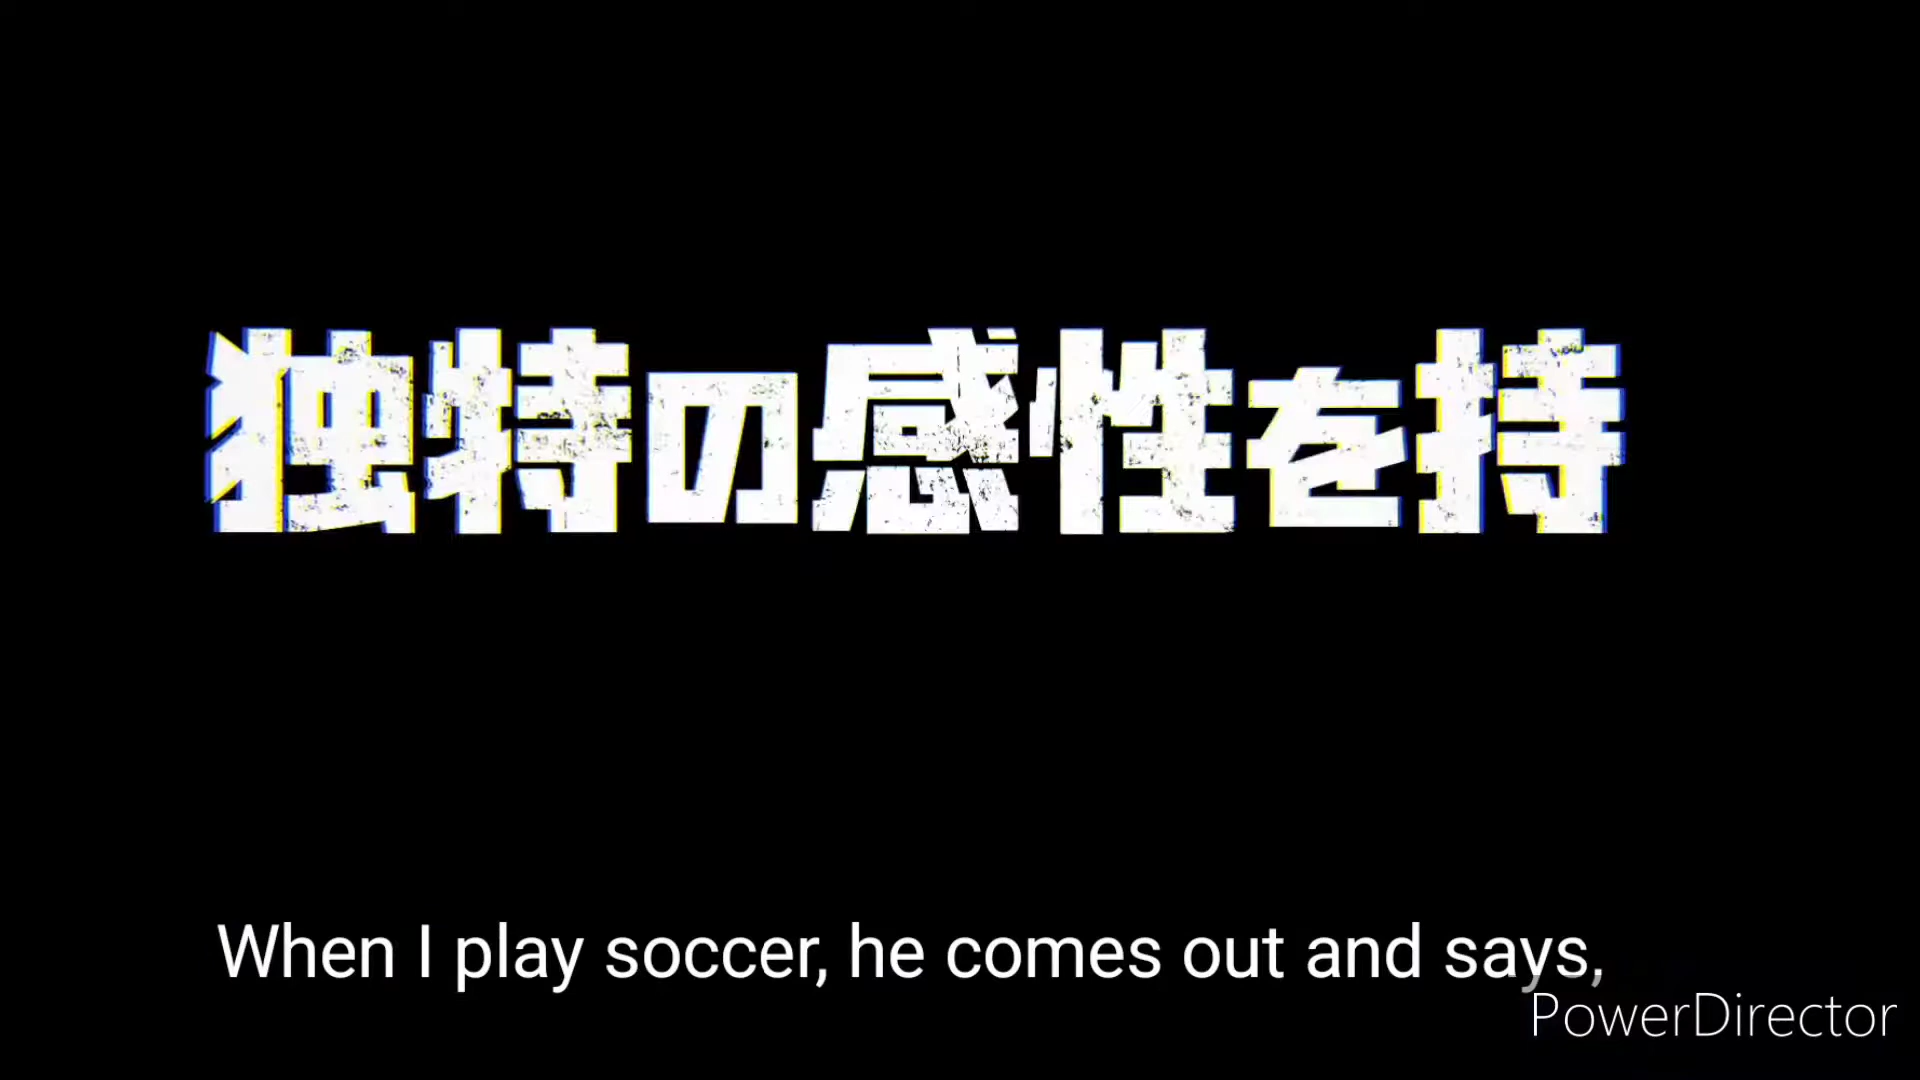 独特の感性を持
When I play soccer, he comes out and says,
PowerDirector